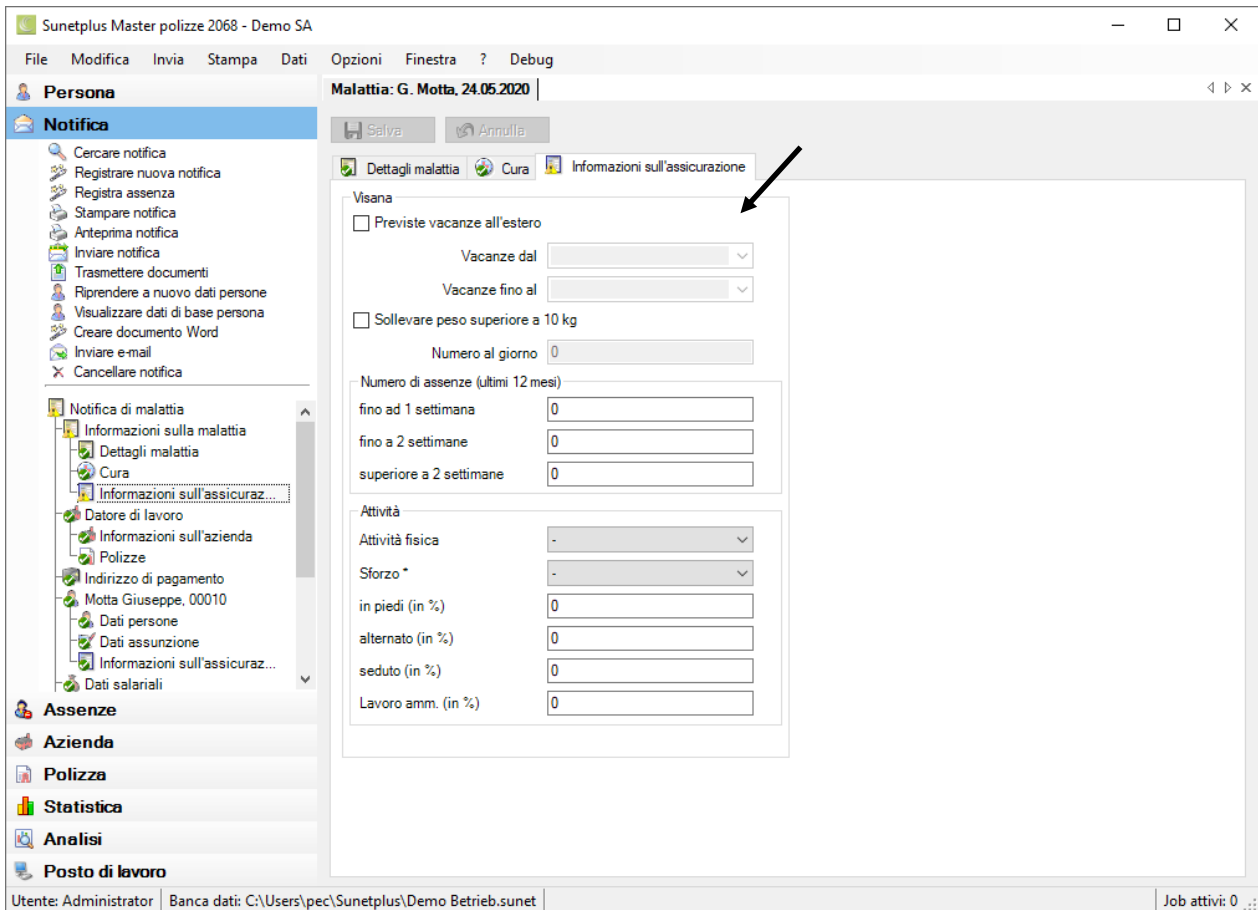 Sunetplus Master polizze 2068 - Demo SA
File Modifica Invia Stampa Dati Opzioni Finestra ? Debug
Persona
Notifica
Cercare notifica
Registrare nuova notifica
Registra assenza
Stampare notifica
Anteprima notifica
Inviare notifica
Trasmettere documenti
Riprendere a nuovo dati persone
Visualizzare dati di base persona
Creare documento Word
Inviare e-mail
Cancellare notifica
Notifica di malattia
Informazioni sulla malattia
Dettagli malattia
Cura
Informazioni sull'assicuraz...
Datore di lavoro
Informazioni sull'azienda
Polizze
Indirizzo di pagamento
Motta Giuseppe, 00010
Dati persone
Dati assunzione
Informazioni sull'assicuraz...
Dati salariali
Assenze
Azienda
Polizza
Statistica
Analisi
Posto di lavoro
Malattia: G. Motta, 24.05.2020
Salva Annulla
Dettagli malattia Cura Informazioni sull'assicurazione
Visana
Previste vacanze all'estero
Vacanze dal
Vacanze fino al
Sollevare peso superiore a 10 kg
Numero al giorno 0
Numero di assenze (ultimi 12 mesi)
fino ad 1 settimana 0
fino a 2 settimane 0
superiore a 2 settimane 0
Attività
Attività fisica -
Sforzo * -
in piedi (in %) 0
alternato (in %) 0
seduto (in %) 0
Lavoro amm. (in %) 0
Utente: Administrator Banca dati: C:\Users\pec\Sunetplus\Demo Betrieb.sunet Job attivi: 0